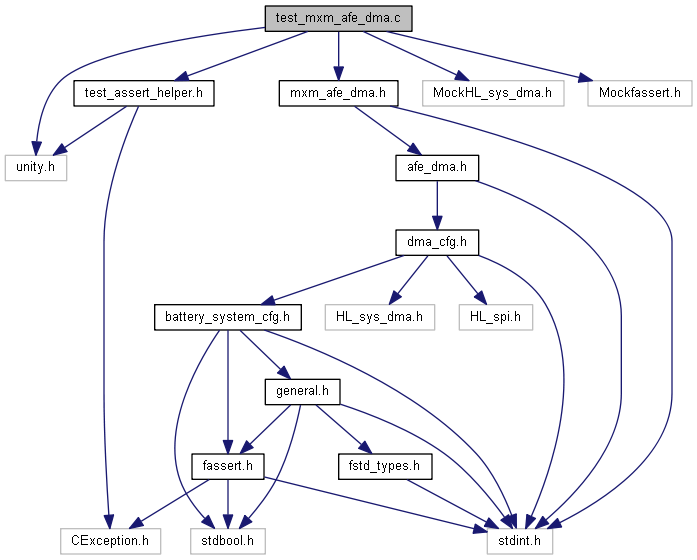 test_mxm_afe_dma.c
test_assert_helper.h
mxm_afe_dma.h
MockHL_sys_dma.h
Mockfassert.h
unity.h
afe_dma.h
dma_cfg.h
battery_system_cfg.h
HL_sys_dma.h
HL_spi.h
general.h
fassert.h
fstd_types.h
CException.h
stdbool.h
stdint.h